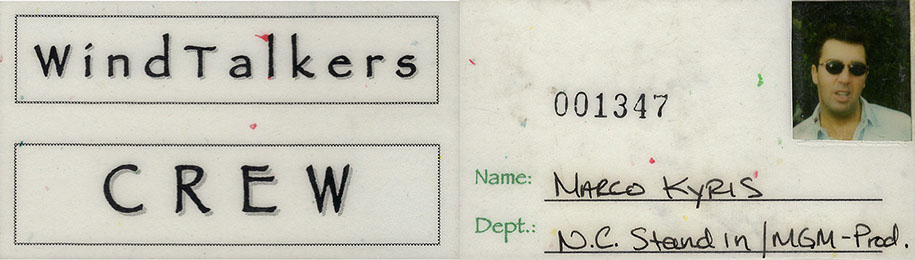 WindTalkers
CREW
001347
Name: MARCO KYRIS
Dept.: N.C. Stand in / MGM-Prod.